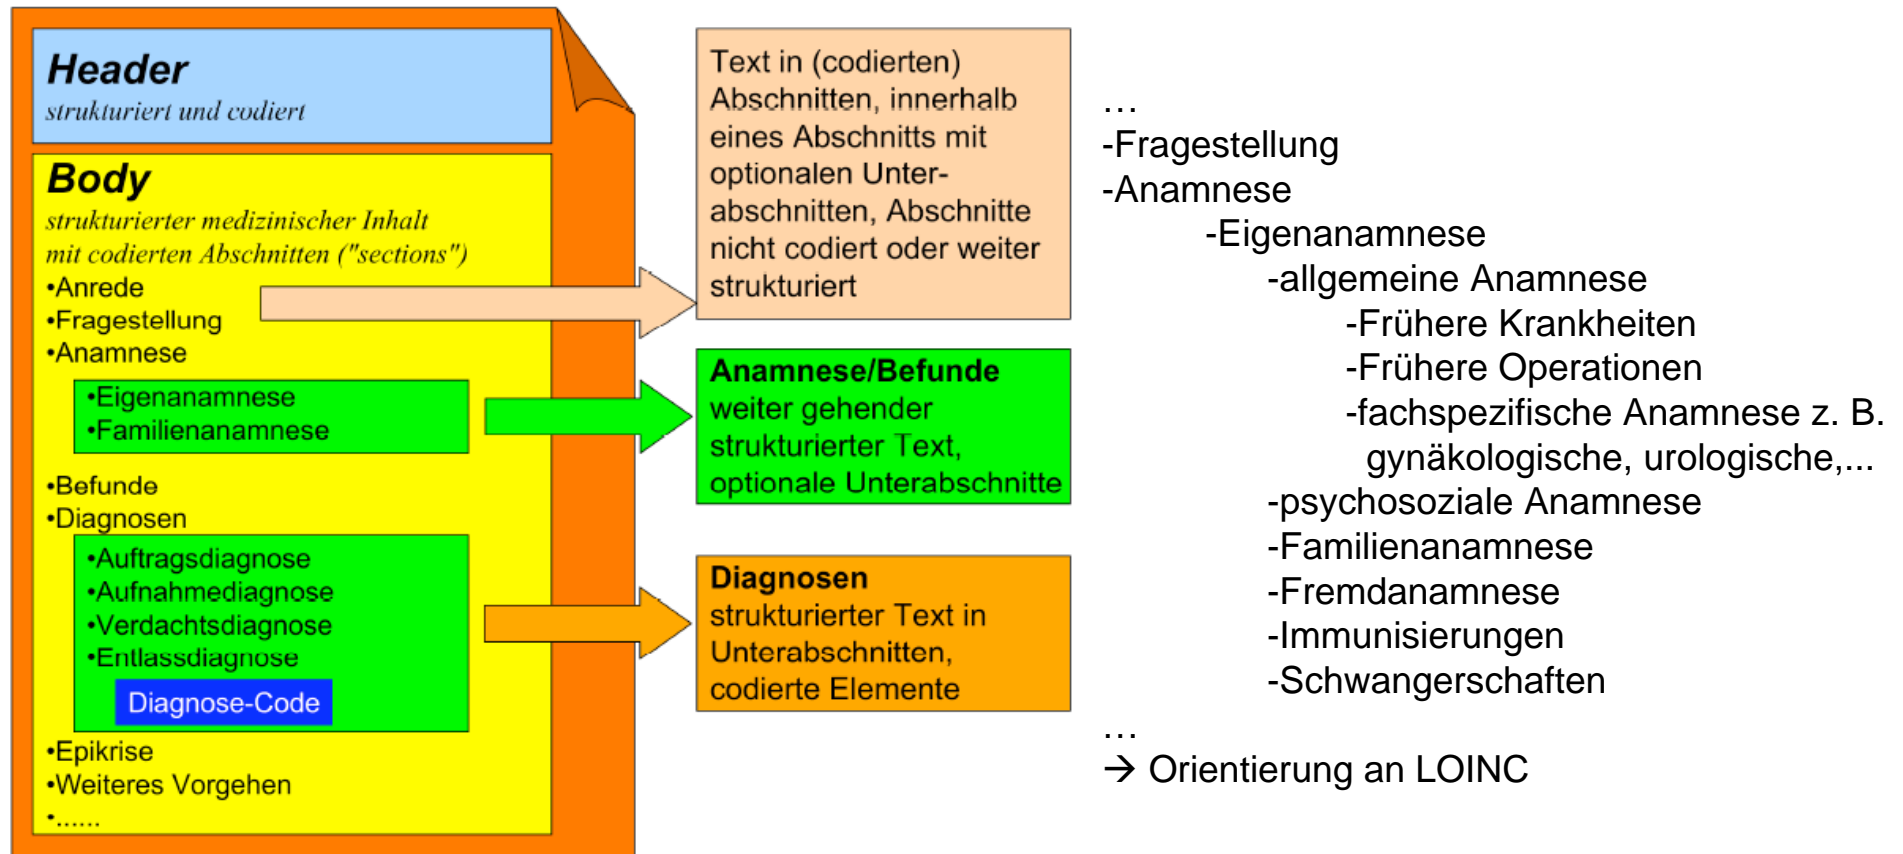 Header
strukturiert und codiert
Body
strukturierter medizinischer Inhalt
mit codierten Abschnitten ("sections")
•Anrede
•Fragestellung
•Anamnese
•Eigenanamnese
•Familienanamnese
•Befunde
•Diagnosen
•Auftragsdiagnose
•Aufnahmediagnose
•Verdachtsdiagnose
•Entlassdiagnose
Diagnose-Code
•Epikrise
•Weiteres Vorgehen
•......
Text in (codierten)
Abschnitten, innerhalb
eines Abschnitts mit
optionalen Unter-
abschnitten, Abschnitte
nicht codiert oder weiter
strukturiert
Anamnese/Befunde
weiter gehender
strukturierter Text,
optionale Unterabschnitte
Diagnosen
strukturierter Text in
Unterabschnitten,
codierte Elemente
…
-Fragestellung
-Anamnese
-Eigenanamnese
-allgemeine Anamnese
-Frühere Krankheiten
-Frühere Operationen
-fachspezifische Anamnese z. B.
gynäkologische, urologische,...
-psychosoziale Anamnese
-Familienanamnese
-Fremdanamnese
-Immunisierungen
-Schwangerschaften
…
→ Orientierung an LOINC